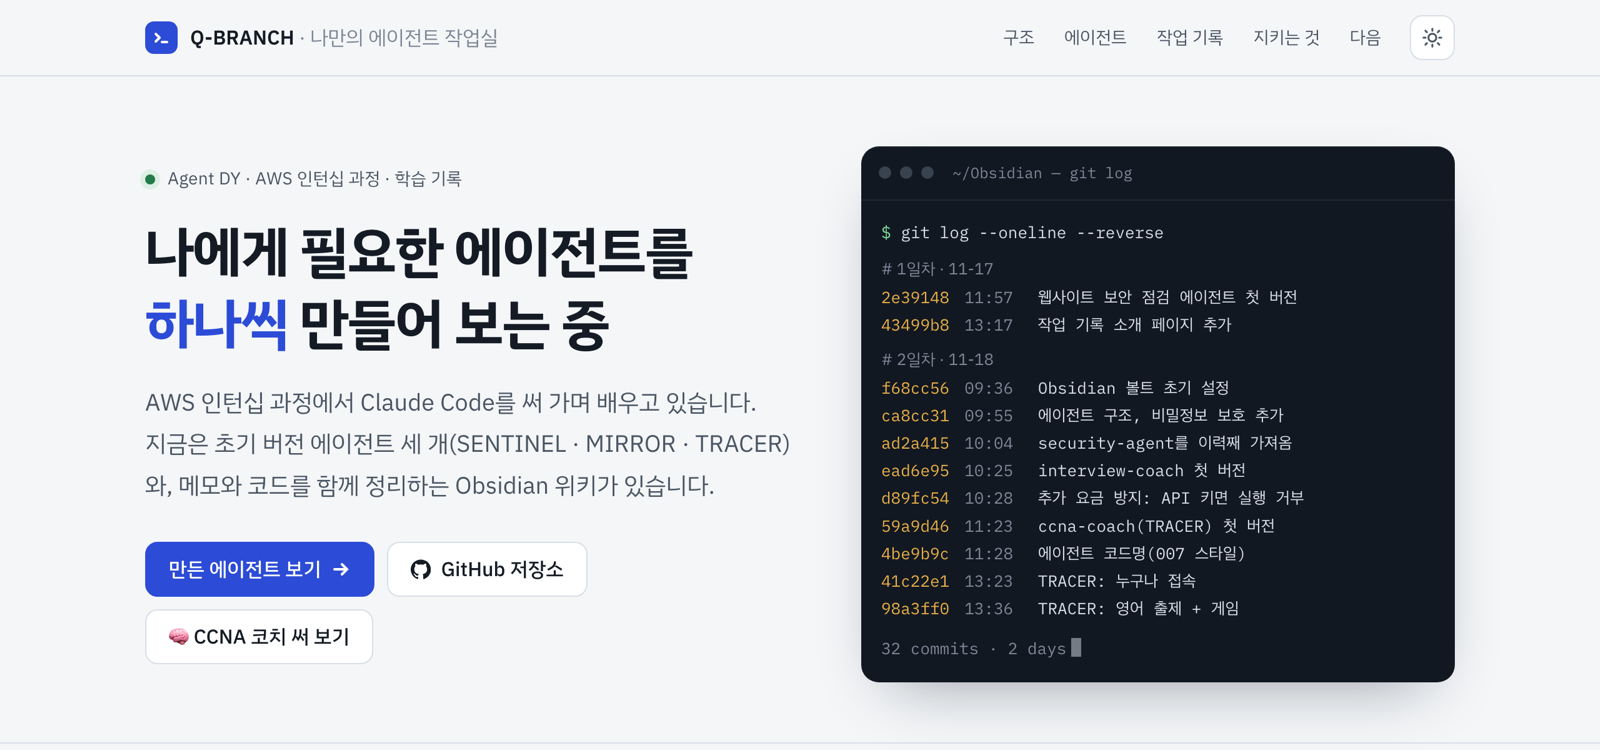 Q-BRANCH · 나만의 에이전트 작업실
구조 에이전트 작업 기록 지키는 것 다음
Agent DY · AWS 인턴십 과정 · 학습 기록
나에게 필요한 에이전트를
하나씩 만들어 보는 중
AWS 인턴십 과정에서 Claude Code를 써 가며 배우고 있습니다.
지금은 초기 버전 에이전트 세 개(SENTINEL · MIRROR · TRACER)
와, 메모와 코드를 함께 정리하는 Obsidian 위키가 있습니다.
만든 에이전트 보기 →
GitHub 저장소
🧠 CCNA 코치 써 보기
~/Obsidian — git log
$ git log --oneline --reverse
# 1일차 · 11-17
2e39148 11:57 웹사이트 보안 점검 에이전트 첫 버전
43499b8 13:17 작업 기록 소개 페이지 추가
# 2일차 · 11-18
f68cc56 09:36 Obsidian 볼트 초기 설정
ca8cc31 09:55 에이전트 구조, 비밀정보 보호 추가
ad2a415 10:04 security-agent를 이력째 가져옴
ead6e95 10:25 interview-coach 첫 버전
d89fc54 10:28 추가 요금 방지: API 키면 실행 거부
59a9d46 11:23 ccna-coach(TRACER) 첫 버전
4be9b9c 11:28 에이전트 코드명(007 스타일)
41c22e1 13:23 TRACER: 누구나 접속
98a3ff0 13:36 TRACER: 영어 출제 + 게임
32 commits · 2 days